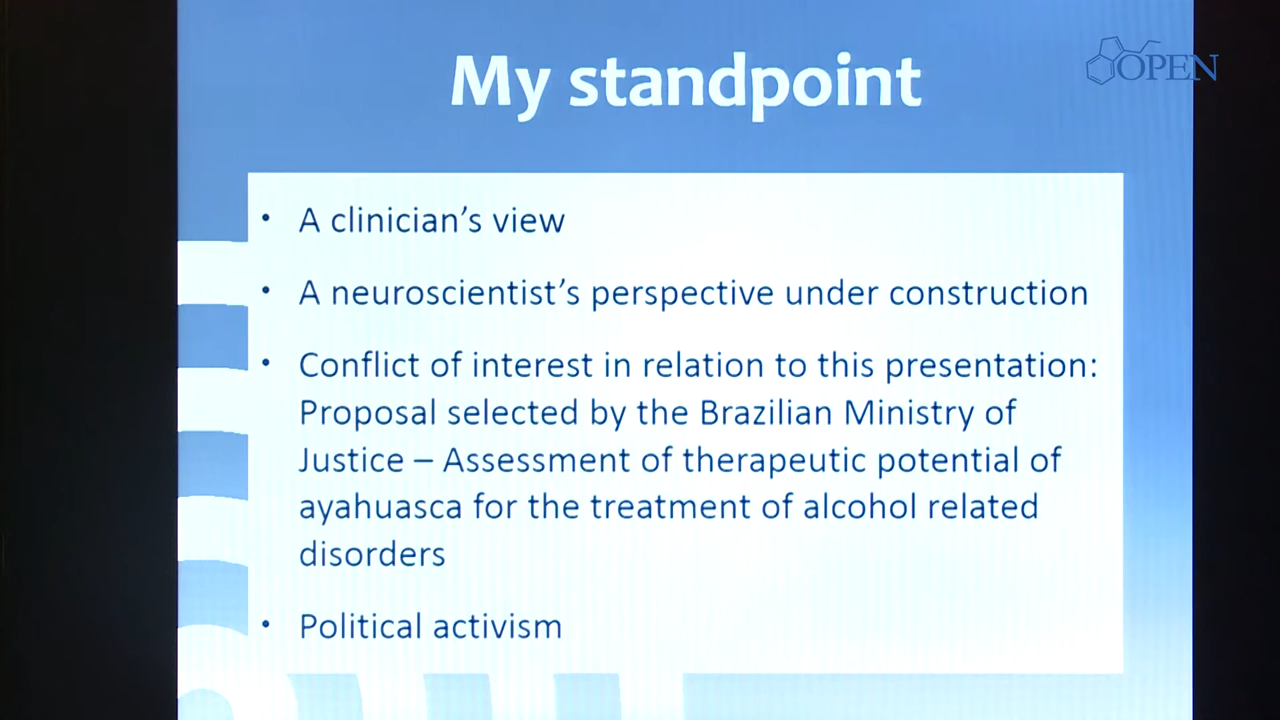 My standpoint
OPEN
• A clinician's view
• A neuroscientist's perspective under construction
• Conflict of interest in relation to this presentation:
Proposal selected by the Brazilian Ministry of
Justice – Assessment of therapeutic potential of
ayahuasca for the treatment of alcohol related
disorders
• Political activism